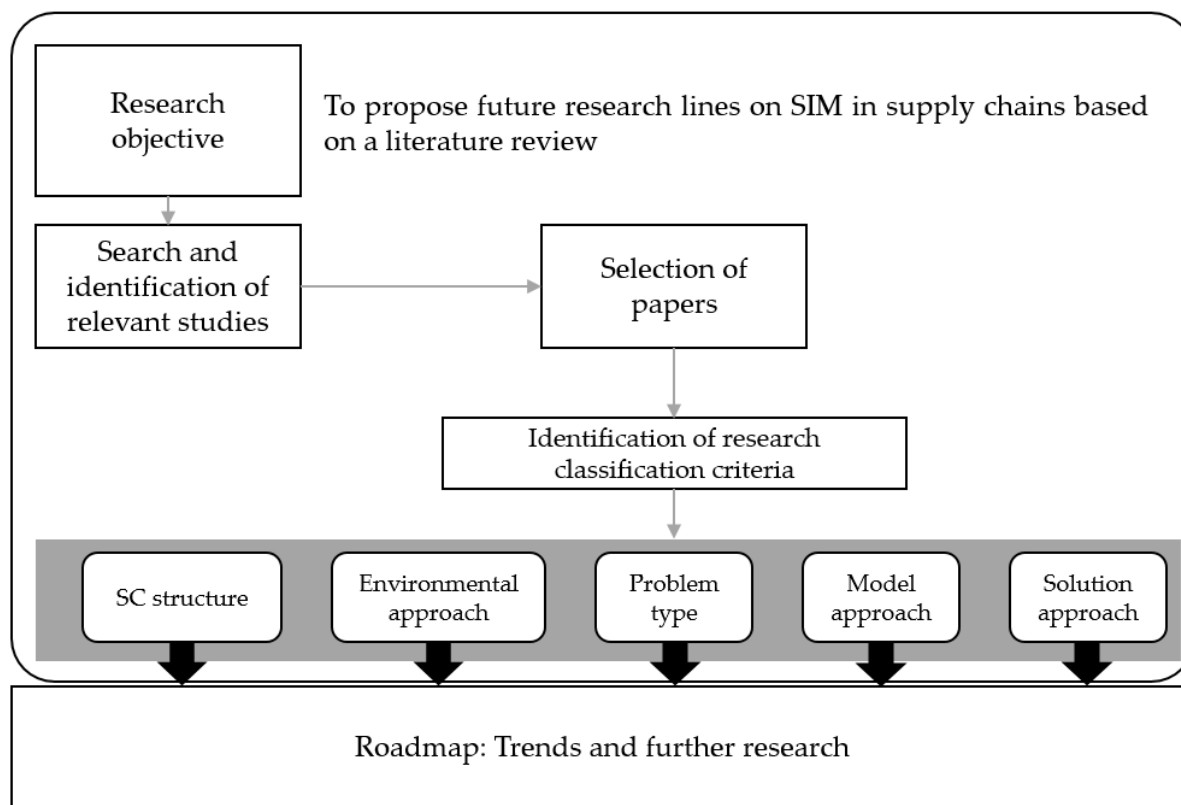 Research
objective
To propose future research lines on SIM in supply chains based
on a literature review
Search and
identification of
relevant studies
Selection of
papers
Identification of research
classification criteria
SC structure
Environmental
approach
Problem
type
Model
approach
Solution
approach
Roadmap: Trends and further research